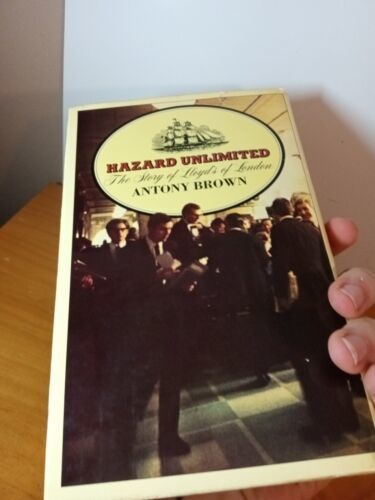 HAZARD UNLIMITED
The Story of Lloyd's of London
ANTONY BROWN